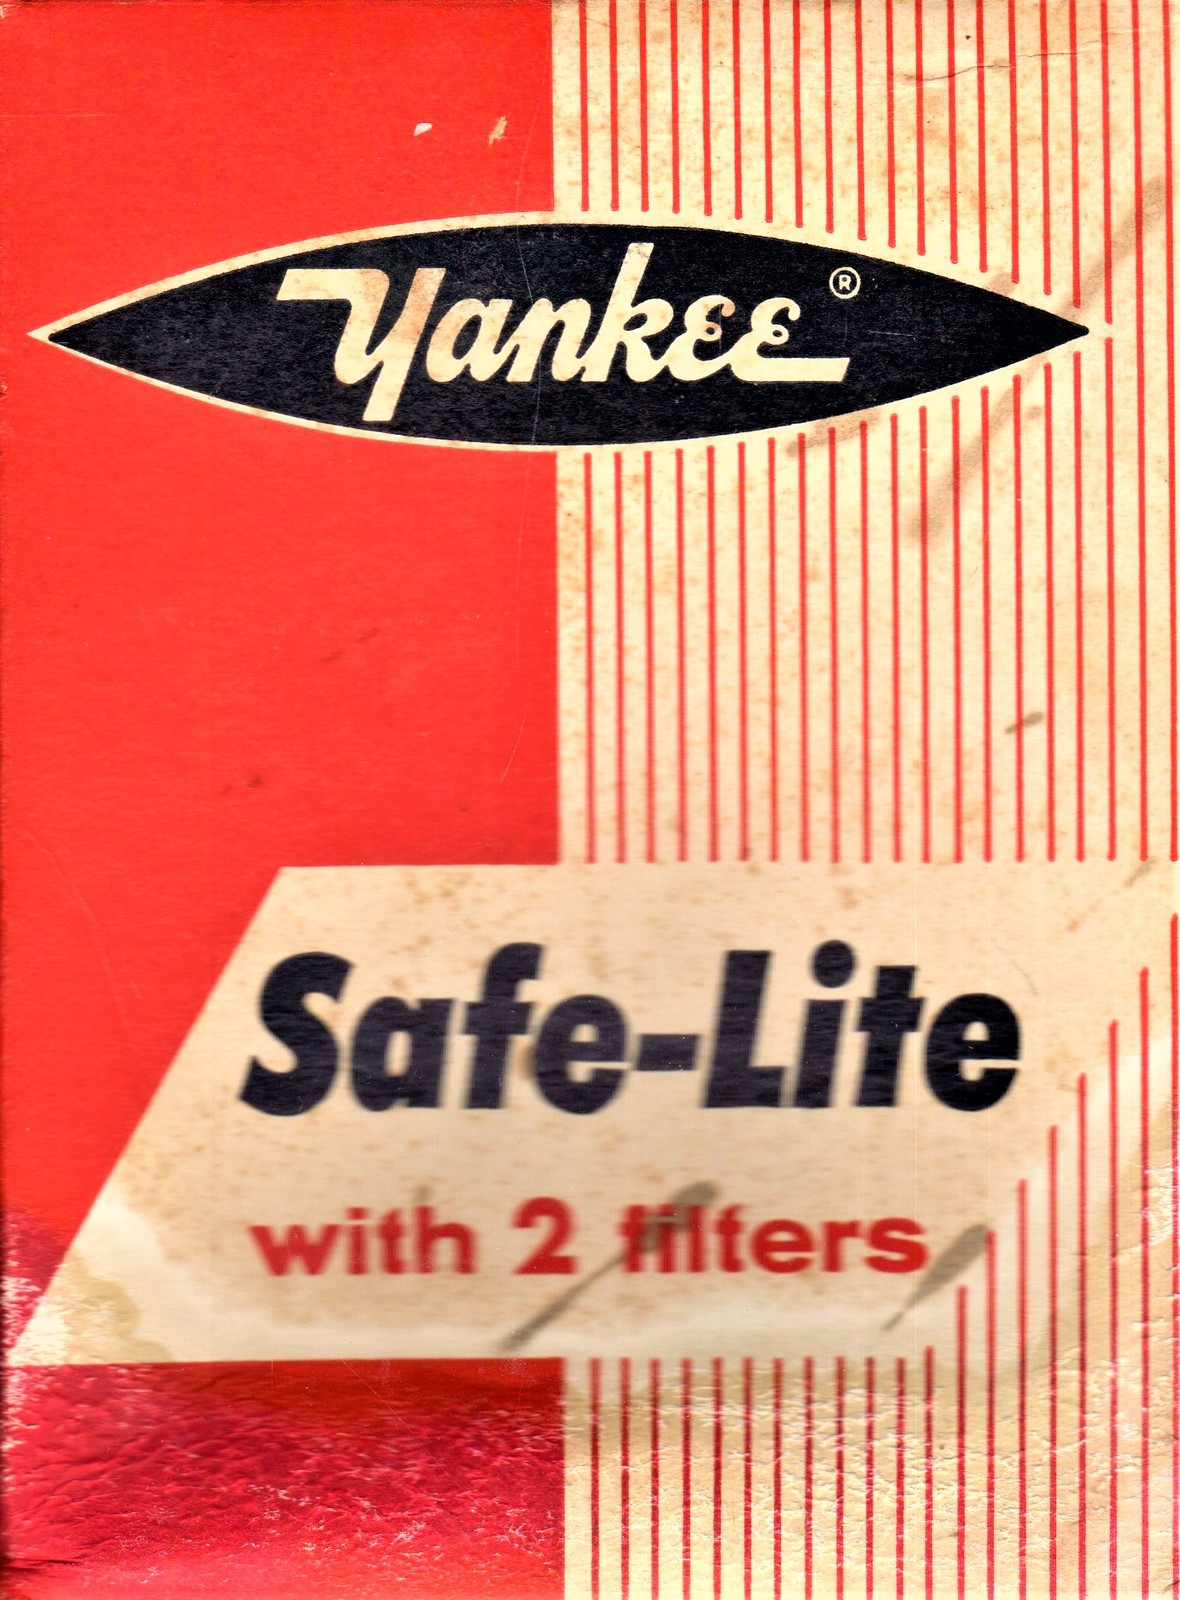 Yankee ®
Safe-Lite
with 2 filters